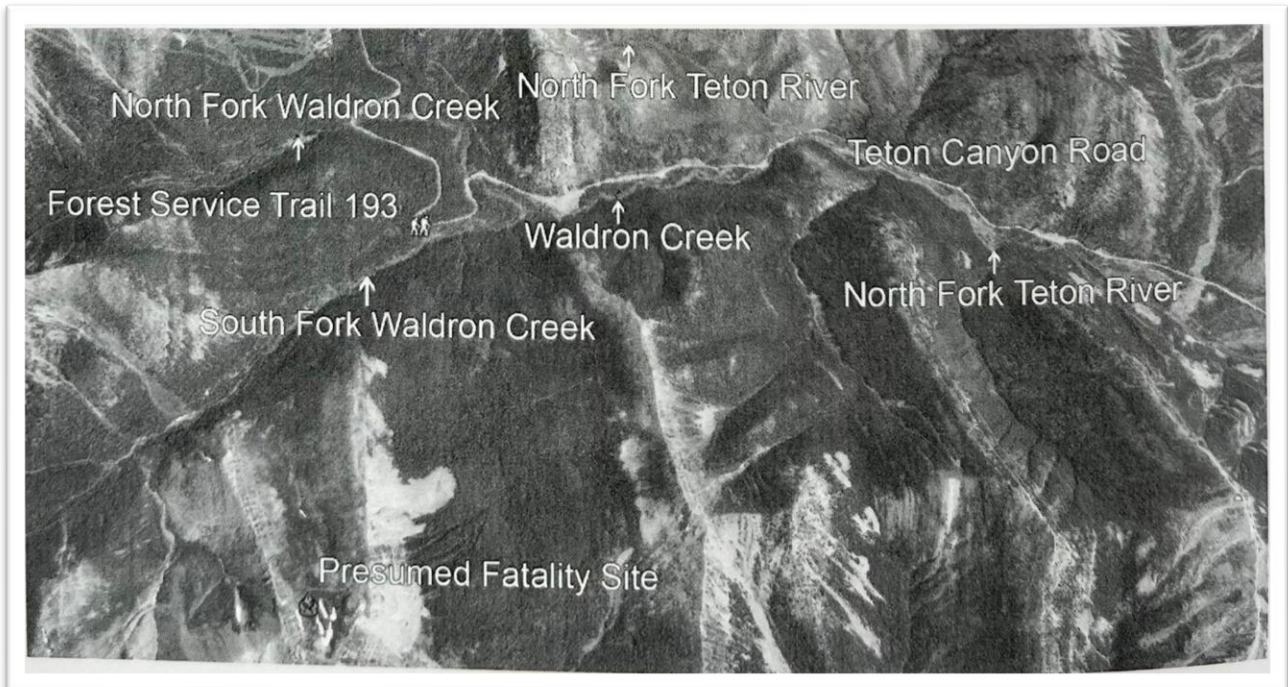 North Fork Teton River
North Fork Waldron Creek
Teton Canyon Road
Forest Service Trail 193
Waldron Creek
North Fork Teton River
South Fork Waldron Creek
Presumed Fatality Site